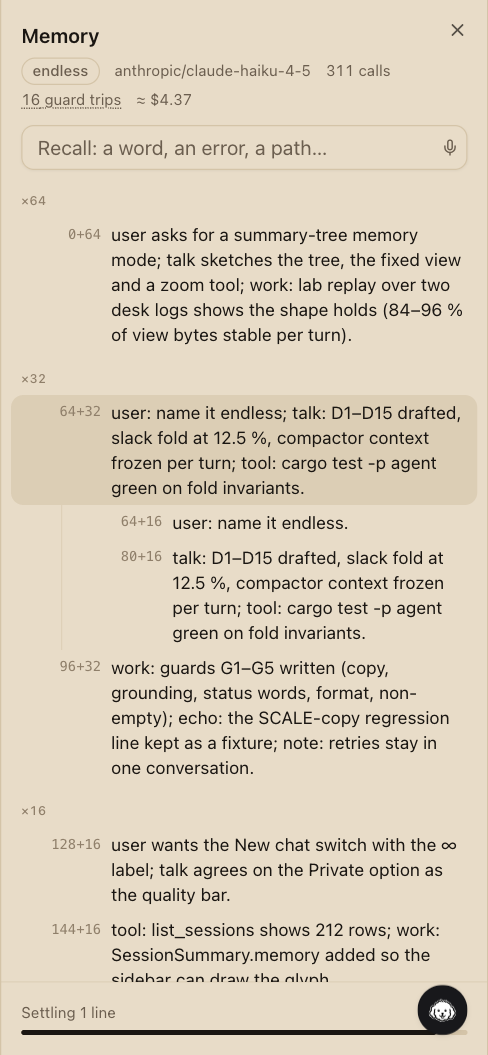 Memory
endless anthropic/claude-haiku-4-5 311 calls
16 guard trips ≈ $4.37
Recall: a word, an error, a path...
×64
0+64 user asks for a summary-tree memory
mode; talk sketches the tree, the fixed view
and a zoom tool; work: lab replay over two
desk logs shows the shape holds (84–96 %
of view bytes stable per turn).
×32
64+32 user: name it endless; talk: D1–D15 drafted,
slack fold at 12.5 %, compactor context
frozen per turn; tool: cargo test -p agent
green on fold invariants.
64+16 user: name it endless.
80+16 talk: D1–D15 drafted, slack fold at
12.5 %, compactor context frozen
per turn; tool: cargo test -p agent
green on fold invariants.
96+32 work: guards G1–G5 written (copy,
grounding, status words, format, non-
empty); echo: the SCALE-copy regression
line kept as a fixture; note: retries stay in
one conversation.
×16
128+16 user wants the New chat switch with the ∞
label; talk agrees on the Private option as
the quality bar.
144+16 tool: list_sessions shows 212 rows; work:
SessionSummary.memory added so the
sidebar can draw the glyph
Settling 1 line